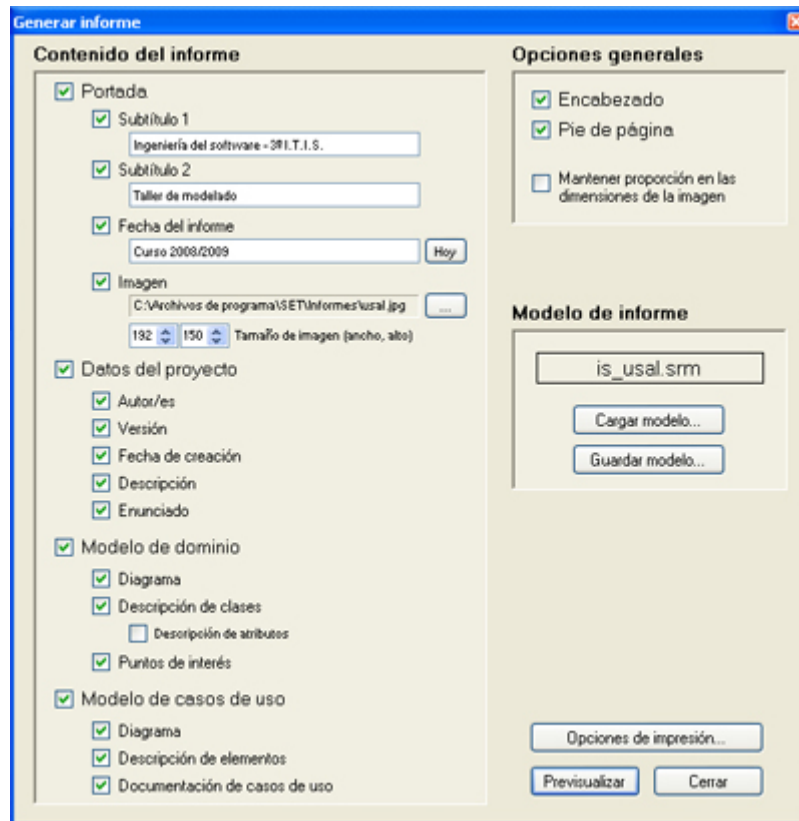 Generar informe
Contenido del informe
Portada
Subtítulo 1
Ingeniería del software - 3º I.T.I.S.
Subtítulo 2
Taller de modelado
Fecha del informe
Curso 2008/2009
Hoy
Imagen
C:\Archivos de programa\SET\Informes\usal.jpg
...
192
150
Tamaño de imagen (ancho, alto)
Datos del proyecto
Autor/es
Versión
Fecha de creación
Descripción
Enunciado
Modelo de dominio
Diagrama
Descripción de clases
Descripción de atributos
Puntos de interés
Modelo de casos de uso
Diagrama
Descripción de elementos
Documentación de casos de uso
Opciones generales
Encabezado
Pie de página
Mantener proporción en las
dimensiones de la imagen
Modelo de informe
is_usal.srm
Cargar modelo...
Guardar modelo...
Opciones de impresión...
Previsualizar
Cerrar